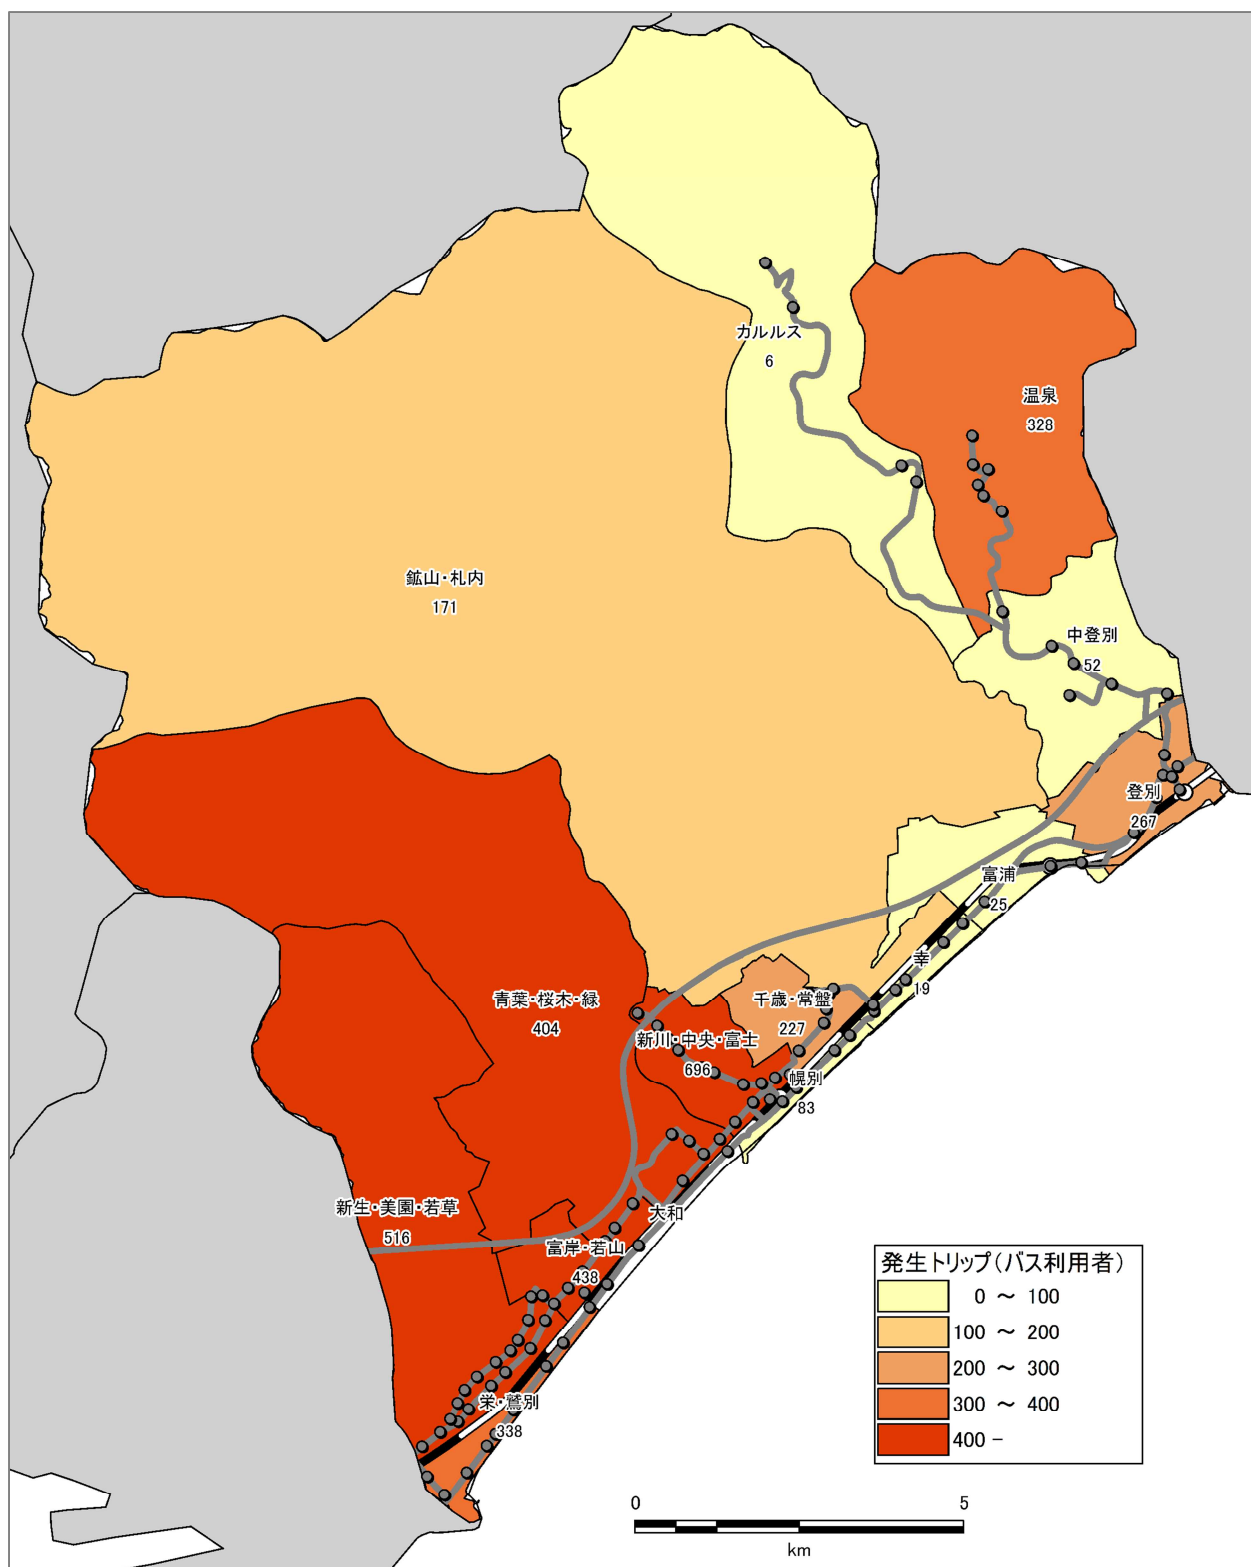 カルルス
6
温泉
328
鉱山・札内
171
中登別
52
登別
267
富浦
25
幸
19
青葉・桜木・緑
404
千歳・常盤
227
新川・中央・富士
696
幌別
83
新生・美園・若草
516
大和
富岸・若山
438
栄・鷲別
338
発生トリップ(バス利用者)
0 ～ 100
100 ～ 200
200 ～ 300
300 ～ 400
400 -
0 5
km